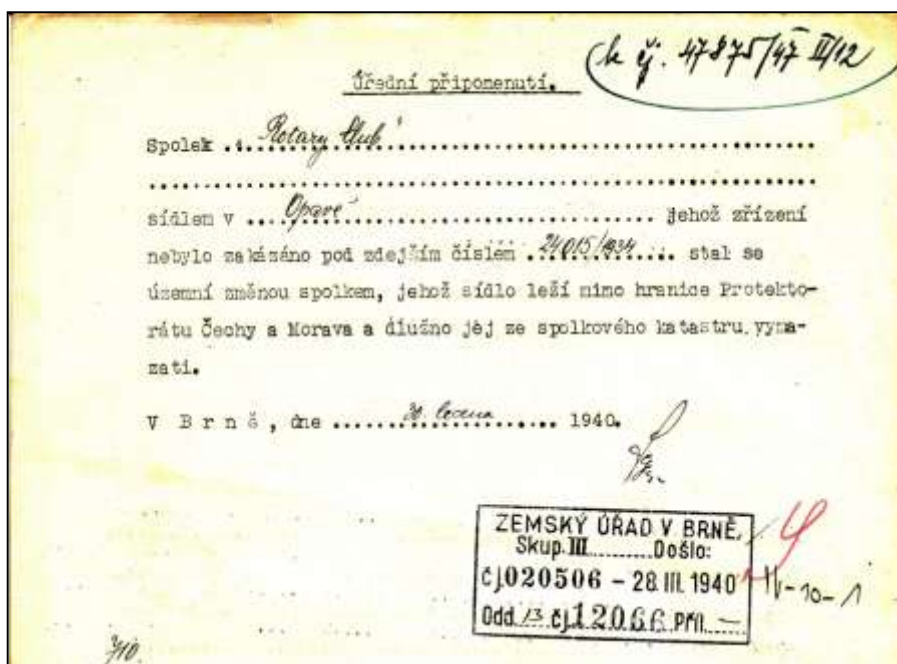 k čj. 47875/47 II/12
Úřední připomenutí.
Spolek „Rotary Club“
sídlem v Opavě jehož zřízení
nebylo zakázáno pod zdejším číslem 24015/1934 stal se
územní změnou spolkem, jehož sídlo leží mimo hranice Protekto-
rátu Čechy a Morava a dlužno jej ze spolkového katastru vyma-
zati.
V Brně, dne 30. ledna 1940.
ZEMSKÝ ÚŘAD V BRNĚ
Skup. III Došlo:
čj. 020506 - 28. III. 1940
Odd. 13 čj. 12066 Příl. —
IV-10-1